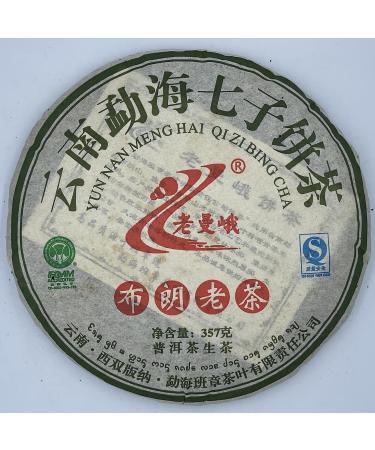 云南勐海七子饼茶
YUN NAN MENG HAI QI ZI BING CHA
®
老曼峨
布朗老茶
净含量：357克
普洱茶生茶
云南·西双版纳·勐海班章茶叶有限责任公司